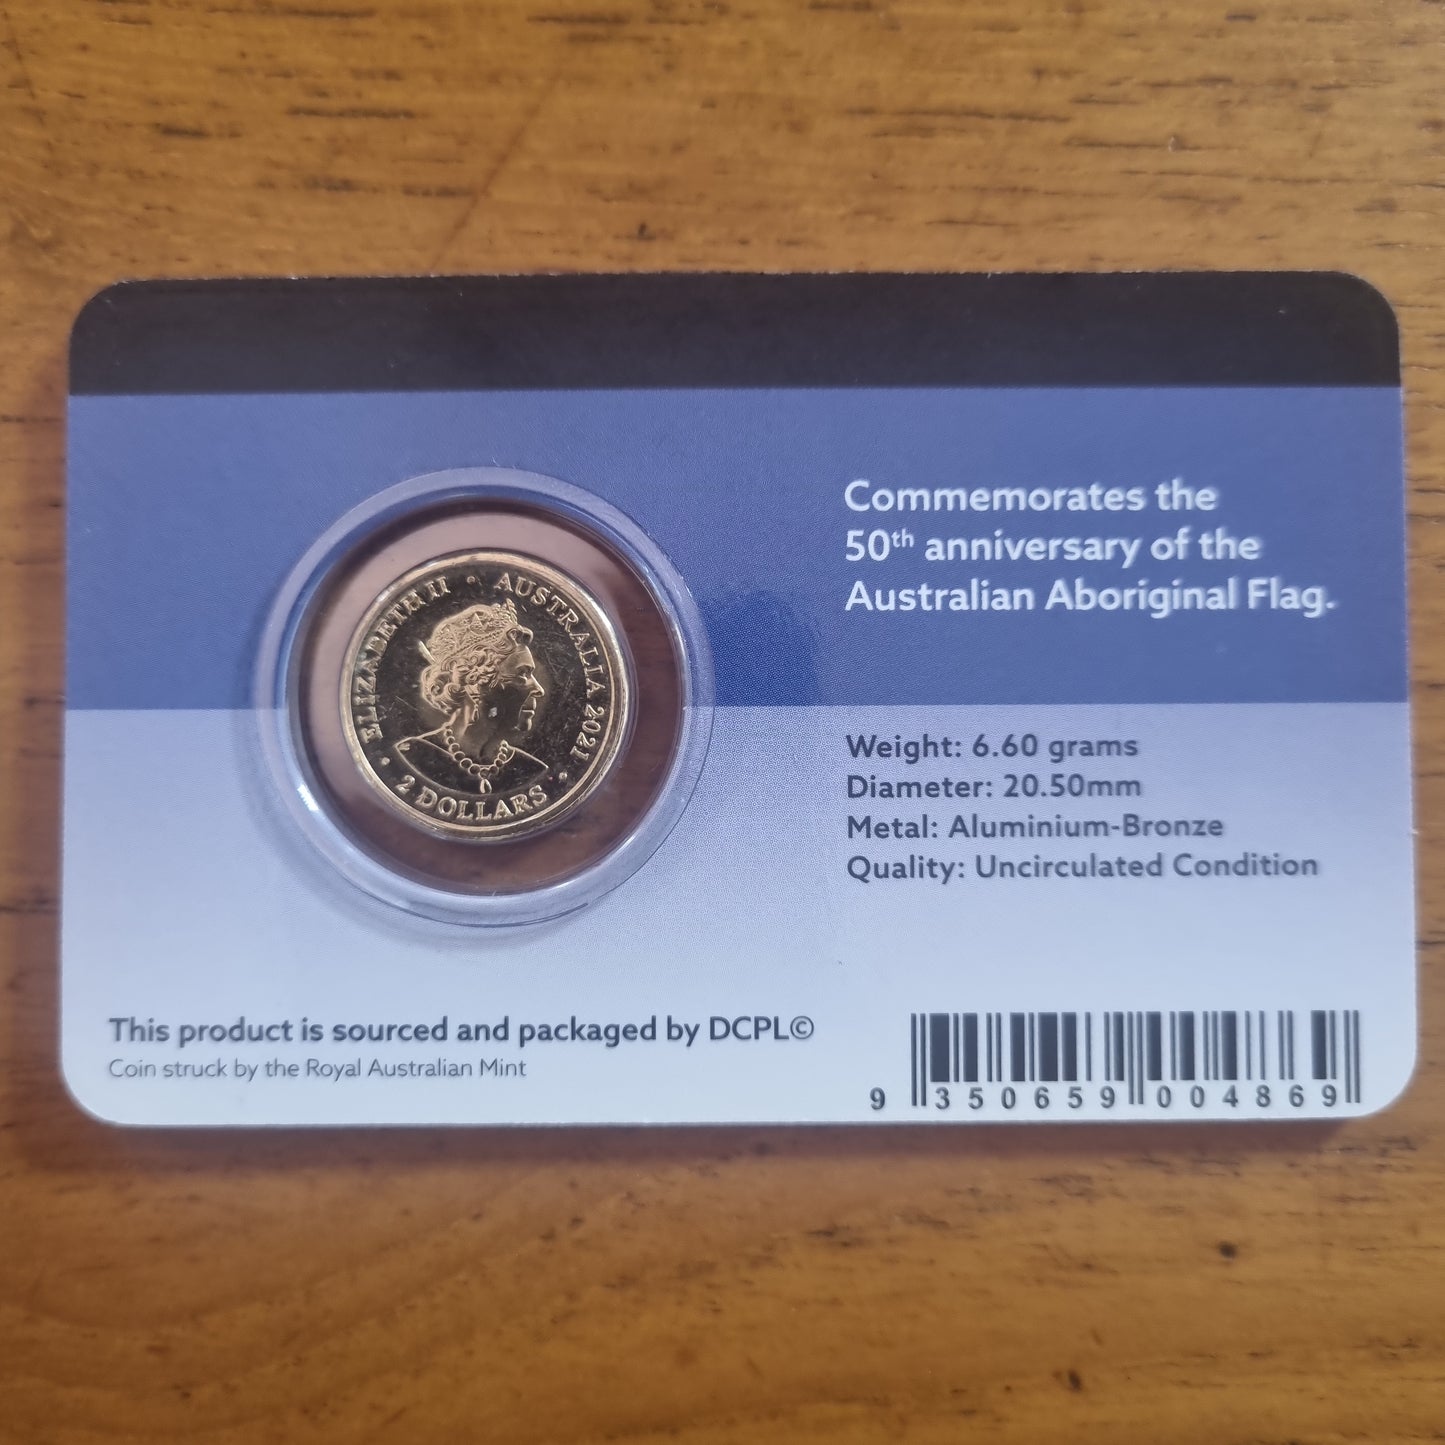 ELIZABETH II • AUSTRALIA 2021
• 2 DOLLARS •
Commemorates the
50th anniversary of the
Australian Aboriginal Flag.
Weight: 6.60 grams
Diameter: 20.50mm
Metal: Aluminium-Bronze
Quality: Uncirculated Condition
This product is sourced and packaged by DCPL©
Coin struck by the Royal Australian Mint
9 350659 004869